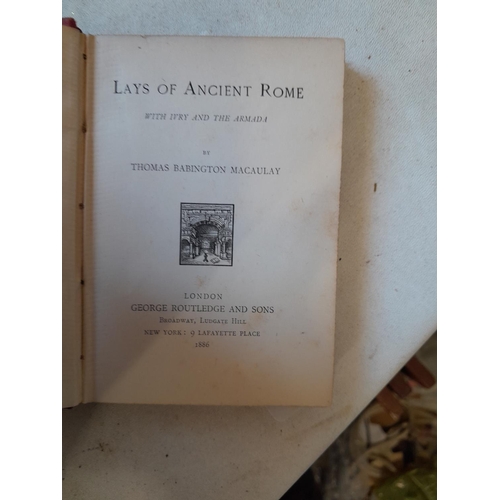 LAYS OF ANCIENT ROME
WITH IVRY AND THE ARMADA
BY
THOMAS BABINGTON MACAULAY
LONDON
GEORGE ROUTLEDGE AND SONS
BROADWAY, LUDGATE HILL
NEW YORK: 9 LAFAYETTE PLACE
1886